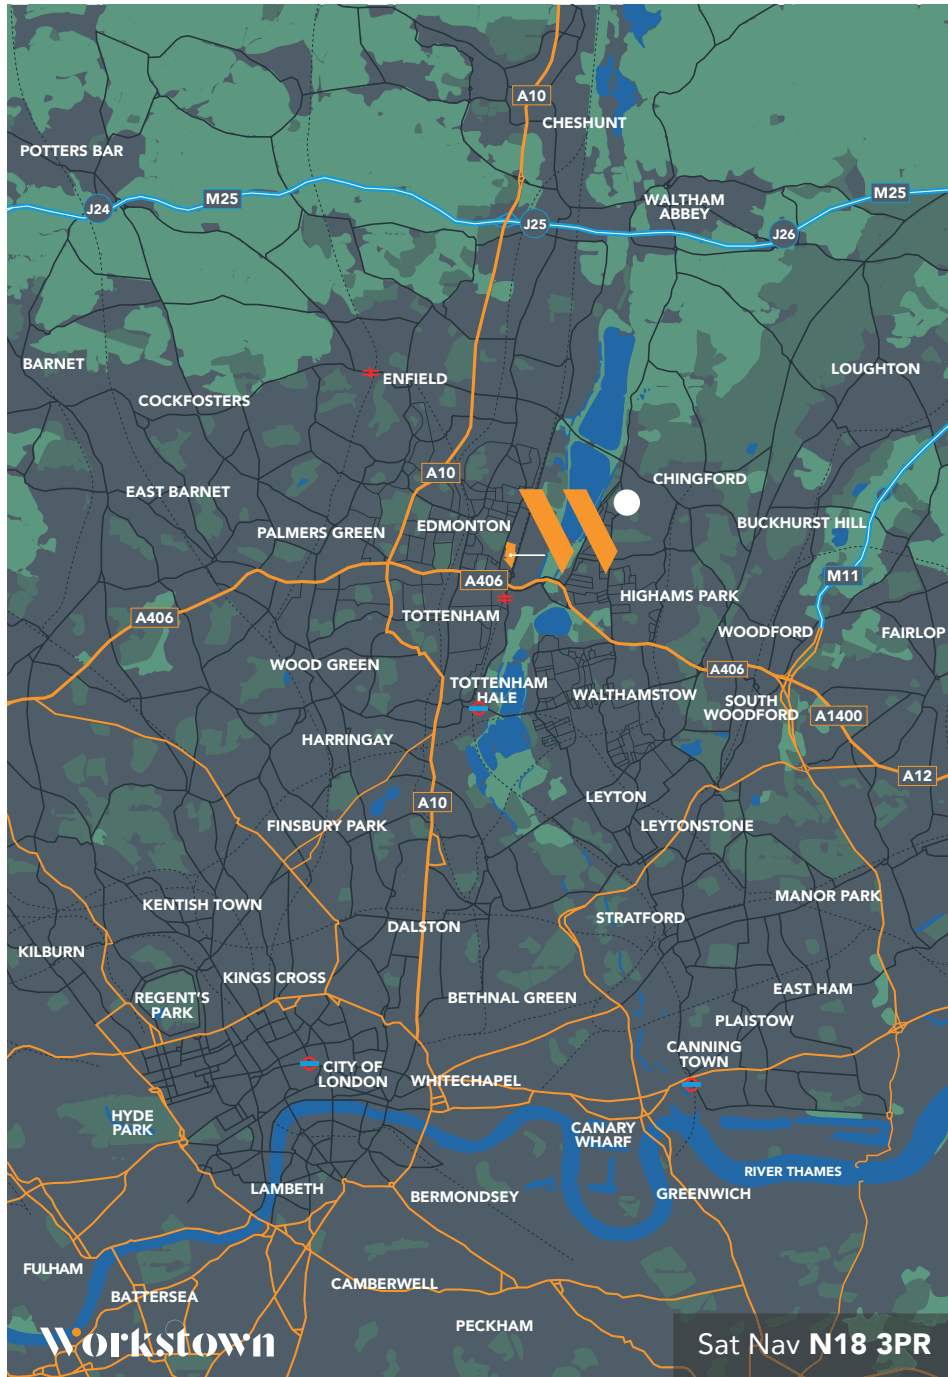 A10
CHESHUNT
POTTERS BAR
M25
WALTHAM
ABBEY
M25
J24
J25
J26
BARNET
ENFIELD
LOUGHTON
COCKFOSTERS
A10
CHINGFORD
EAST BARNET
EDMONTON
BUCKHURST HILL
PALMERS GREEN
M11
A406
HIGHAMS PARK
A406
TOTTENHAM
WOODFORD
FAIRLOP
WOOD GREEN
A406
TOTTENHAM
HALE
WALTHAMSTOW
SOUTH
WOODFORD
A1400
HARRINGAY
A12
LEYTON
A10
FINSBURY PARK
LEYTONSTONE
MANOR PARK
KENTISH TOWN
STRATFORD
DALSTON
KILBURN
KINGS CROSS
EAST HAM
REGENT'S
PARK
BETHNAL GREEN
PLAISTOW
CANNING
TOWN
CITY OF
LONDON
WHITECHAPEL
HYDE
PARK
CANARY
WHARF
RIVER THAMES
LAMBETH
BERMONDSEY
GREENWICH
FULHAM
CAMBERWELL
BATTERSEA
PECKHAM
Workstown
Sat Nav N18 3PR